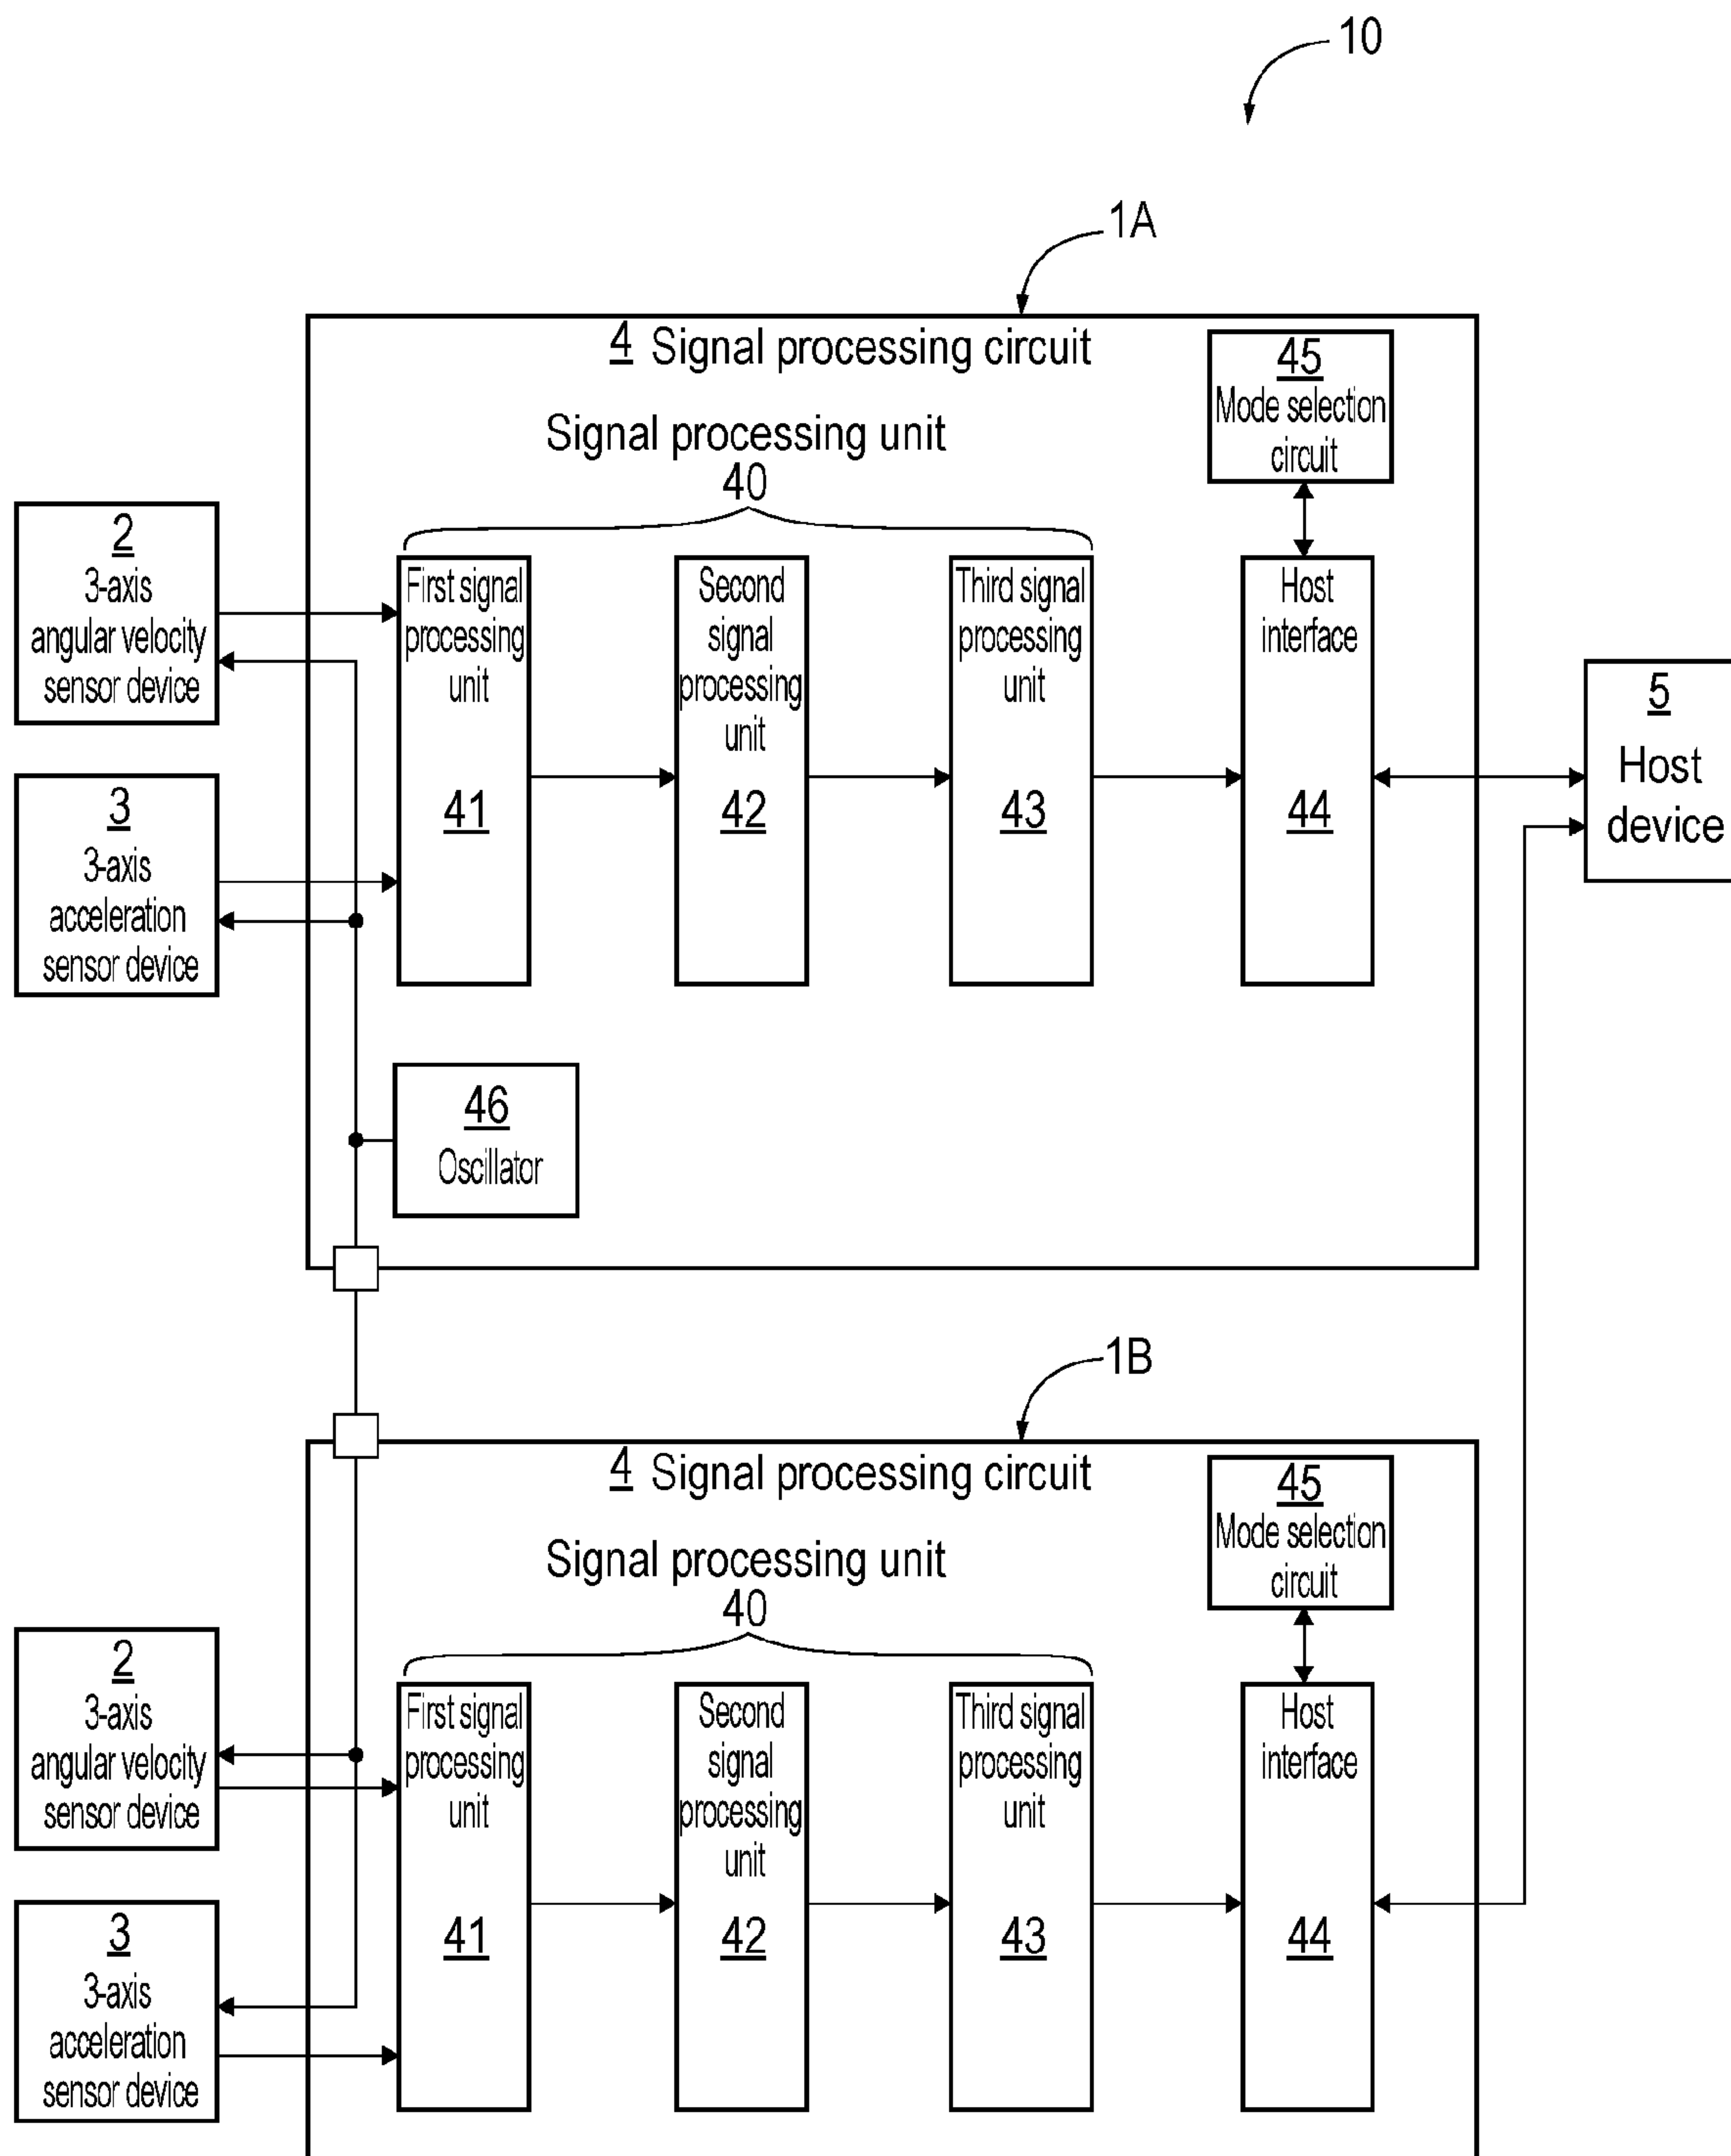 10
1A
4 Signal processing circuit
45
Mode selection
circuit
Signal processing unit
40
2
3-axis
angular velocity
sensor device
First signal
processing
unit
41
Second
signal
processing
unit
42
Third signal
processing
unit
43
Host
interface
44
5
Host
device
3
3-axis
acceleration
sensor device
46
Oscillator
1B
4 Signal processing circuit
45
Mode selection
circuit
Signal processing unit
40
2
3-axis
angular velocity
sensor device
First signal
processing
unit
41
Second
signal
processing
unit
42
Third signal
processing
unit
43
Host
interface
44
3
3-axis
acceleration
sensor device